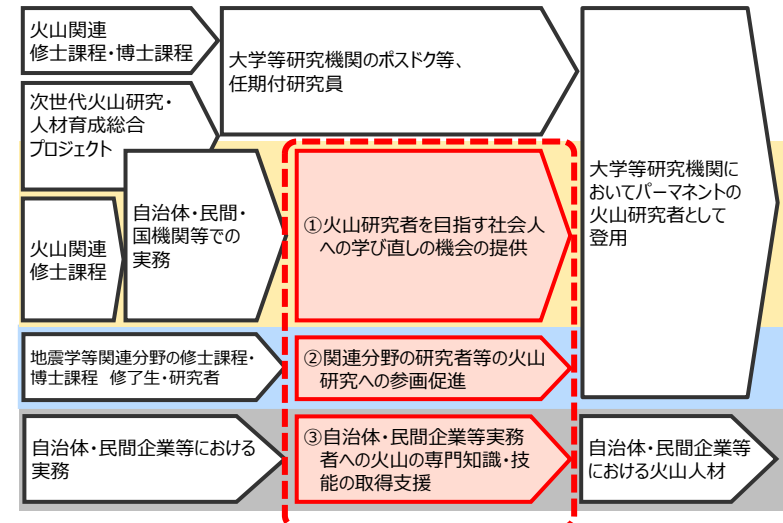 火山関連
修士課程・博士課程
大学等研究機関のポスドク等、
任期付研究員
次世代火山研究・
人材育成総合
プロジェクト
火山関連
修士課程
自治体・民間・
国機関等での
実務
①火山研究者を目指す社会人
への学び直しの機会の提供
大学等研究機関に
おいてパーマネントの
火山研究者として
登用
地震学等関連分野の修士課程・
博士課程　修了生・研究者
②関連分野の研究者等の火山
研究への参画促進
自治体・民間企業等における
実務
③自治体・民間企業等実務
者への火山の専門知識・技
能の取得支援
自治体・民間企業等
における火山人材